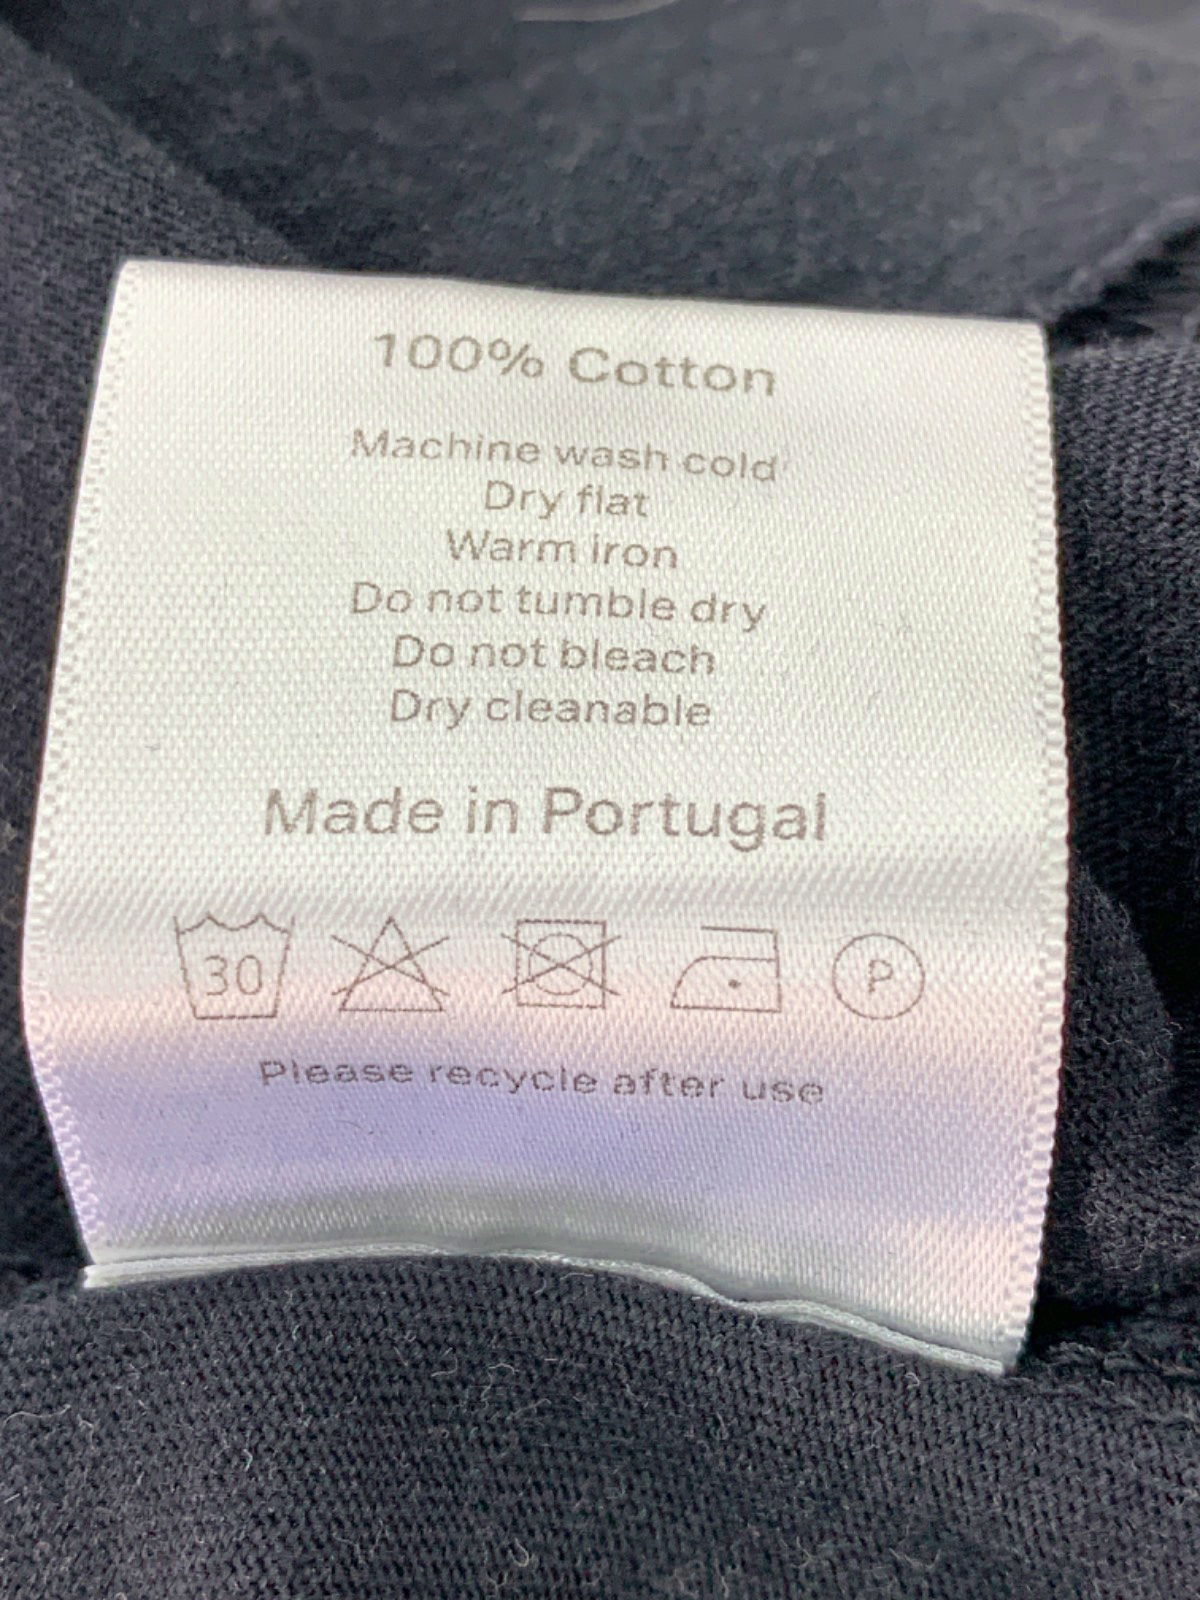 100% Cotton
Machine wash cold
Dry flat
Warm iron
Do not tumble dry
Do not bleach
Dry cleanable
Made in Portugal
30 P
Please recycle after use